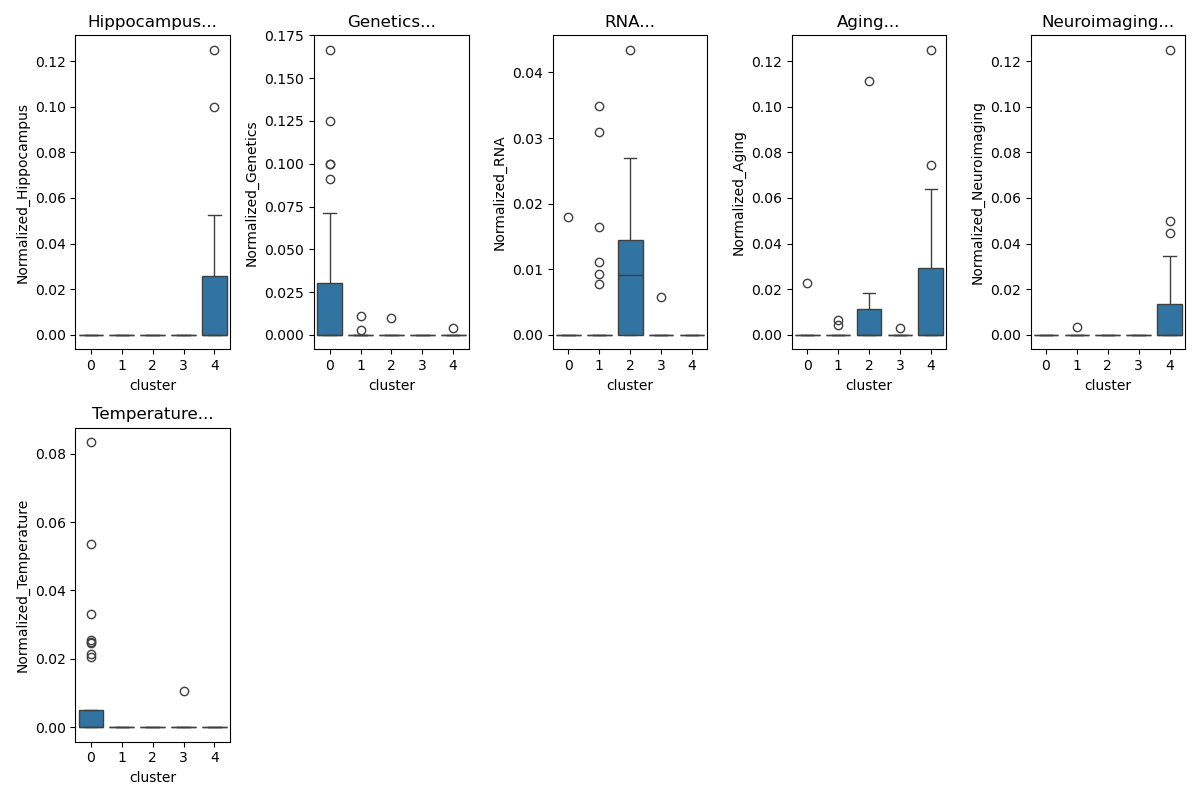 Hippocampus...
Normalized_Hippocampus
0.12
0.10
0.08
0.06
0.04
0.02
0.00
0 1 2 3 4
cluster
Genetics...
Normalized_Genetics
0.175
0.150
0.125
0.100
0.075
0.050
0.025
0.000
0 1 2 3 4
cluster
RNA...
Normalized_RNA
0.04
0.03
0.02
0.01
0.00
0 1 2 3 4
cluster
Aging...
Normalized_Aging
0.12
0.10
0.08
0.06
0.04
0.02
0.00
0 1 2 3 4
cluster
Neuroimaging...
Normalized_Neuroimaging
0.12
0.10
0.08
0.06
0.04
0.02
0.00
0 1 2 3 4
cluster
Temperature...
Normalized_Temperature
0.08
0.06
0.04
0.02
0.00
0 1 2 3 4
cluster